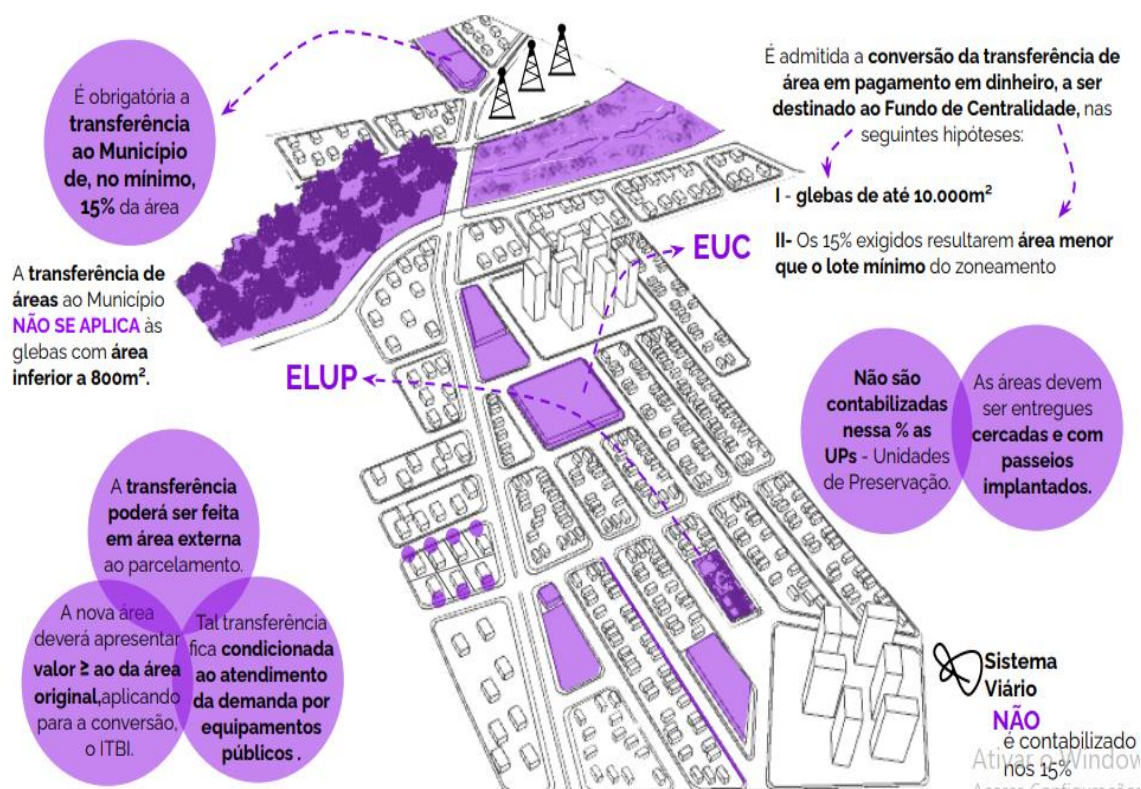 É obrigatória a
transferência
ao Município
de, no mínimo,
15% da área
A transferência de
áreas ao Município
NÃO SE APLICA às
glebas com área
inferior a 800m².
É admitida a conversão da transferência de
área em pagamento em dinheiro, a ser
destinado ao Fundo de Centralidade, nas
seguintes hipóteses:
I - glebas de até 10.000m²
II- Os 15% exigidos resultarem área menor
que o lote mínimo do zoneamento
EUC
ELUP
Não são
contabilizadas
nessa % as
UPs - Unidades
de Preservação.
As áreas devem
ser entregues
cercadas e com
passeios
implantados.
A transferência
poderá ser feita
em área externa
ao parcelamento.
A nova área
deverá apresentar
valor ≥ ao da área
original,aplicando
para a conversão,
o ITBI.
Tal transferência
fica condicionada
ao atendimento
da demanda por
equipamentos
públicos .
Sistema
Viário
NÃO
é contabilizado
nos 15%
Ativar o Window